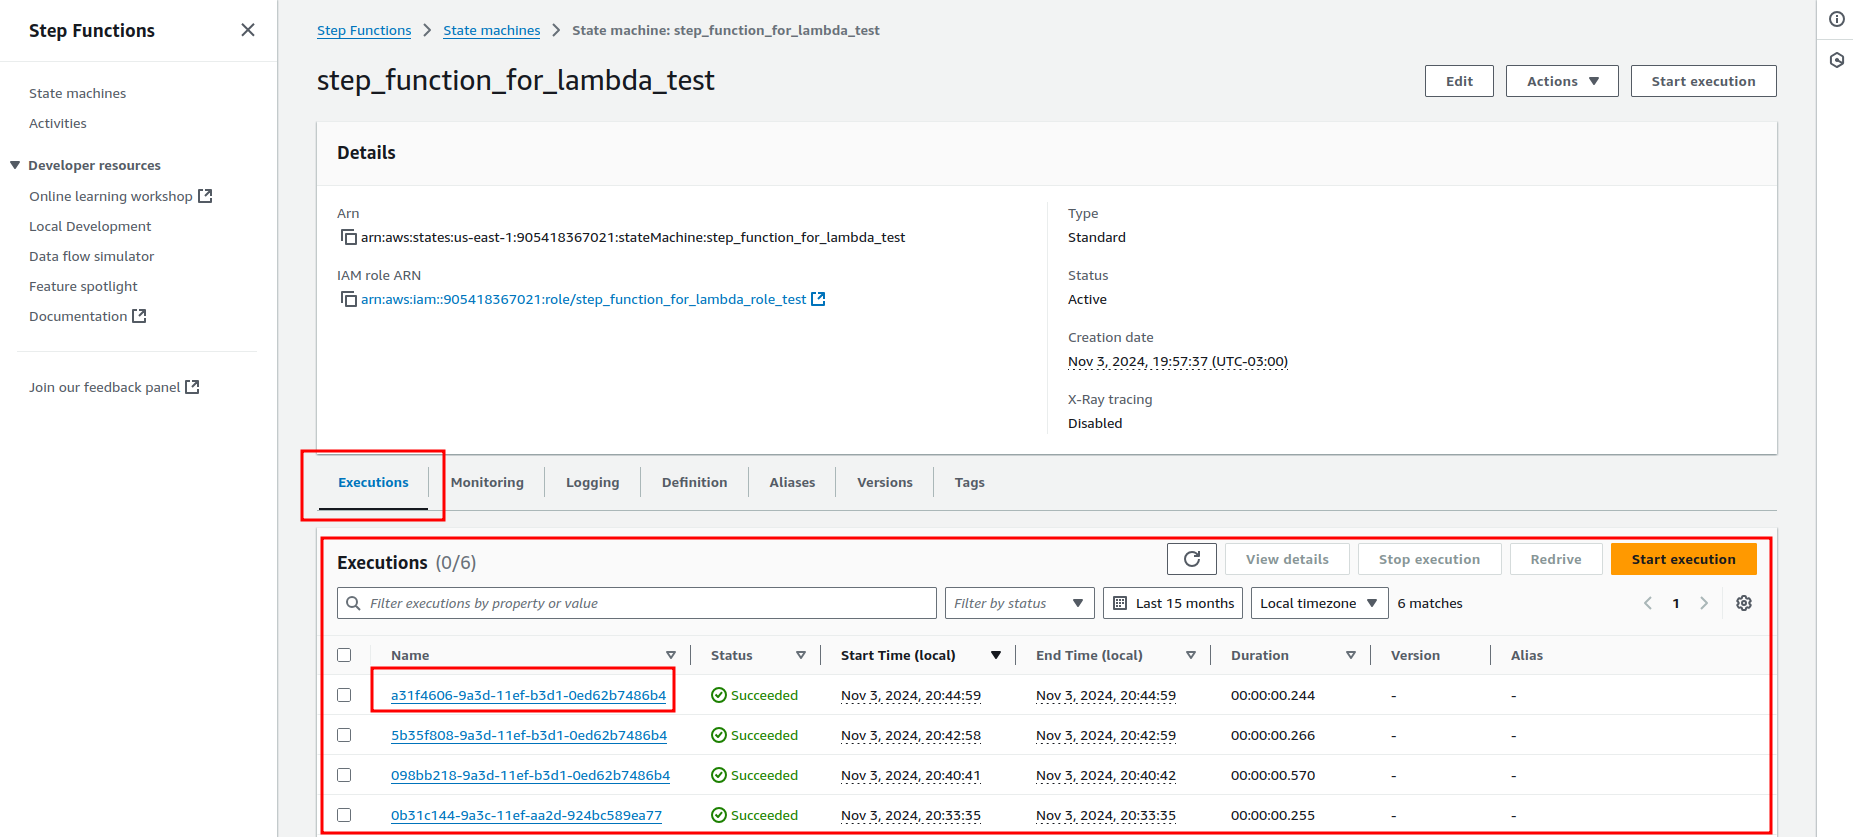 Step Functions
State machines
Activities
Developer resources
Online learning workshop
Local Development
Data flow simulator
Feature spotlight
Documentation
Join our feedback panel
Step Functions State machines State machine: step_function_for_lambda_test
step_function_for_lambda_test
Edit Actions Start execution
Details
Arn
arn:aws:states:us-east-1:905418367021:stateMachine:step_function_for_lambda_test
IAM role ARN
arn:aws:iam::905418367021:role/step_function_for_lambda_role_test
Type
Standard
Status
Active
Creation date
Nov 3, 2024, 19:57:37 (UTC-03:00)
X-Ray tracing
Disabled
Executions Monitoring Logging Definition Aliases Versions Tags
Executions (0/6) View details Stop execution Redrive Start execution
Filter executions by property or value Filter by status Last 15 months Local timezone 6 matches 1
Name Status Start Time (local) End Time (local) Duration Version Alias
a31f4606-9a3d-11ef-b3d1-0ed62b7486b4 Succeeded Nov 3, 2024, 20:44:59 Nov 3, 2024, 20:44:59 00:00:00.244 - -
5b35f808-9a3d-11ef-b3d1-0ed62b7486b4 Succeeded Nov 3, 2024, 20:42:58 Nov 3, 2024, 20:42:59 00:00:00.266 - -
098bb218-9a3d-11ef-b3d1-0ed62b7486b4 Succeeded Nov 3, 2024, 20:40:41 Nov 3, 2024, 20:40:42 00:00:00.570 - -
0b31c144-9a3c-11ef-aa2d-924bc589ea77 Succeeded Nov 3, 2024, 20:33:35 Nov 3, 2024, 20:33:35 00:00:00.255 - -